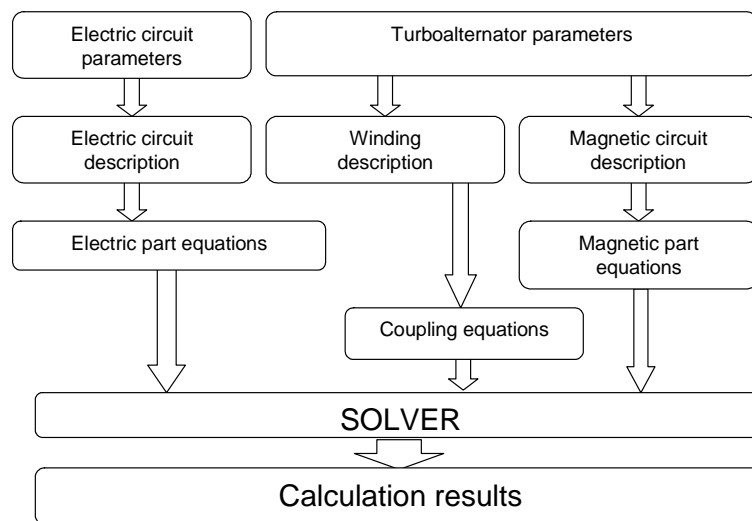 Electric circuit
parameters
Turboalternator parameters
Electric circuit
description
Winding
description
Magnetic circuit
description
Electric part equations
Magnetic part
equations
Coupling equations
SOLVER
Calculation results